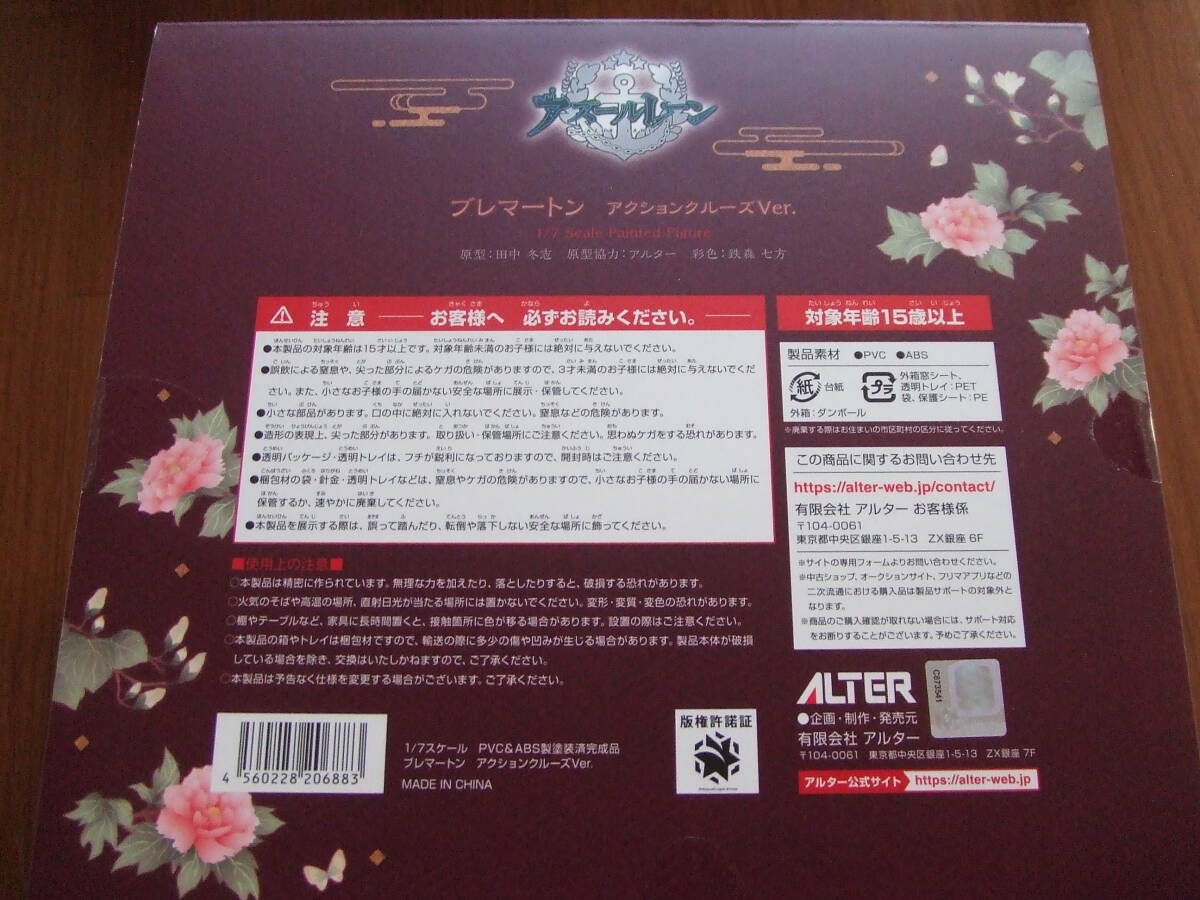 アズールレーン
ブレマートン アクションクルーズVer.
1/7 Scale Painted Figure
原型：田中 冬志 原型協力：アルター 彩色：鉄森 七方
注意 お客様へ 必ずお読みください。
●本製品の対象年齢は15才以上です。対象年齢未満のお子様には絶対に与えないでください。
●誤飲による窒息や、尖った部分によるケガの危険がありますので、3才未満のお子様には絶対に与えないでくだ
さい。また、小さなお子様の手の届かない安全な場所に展示・保管してください。
●小さな部品があります。口の中に絶対に入れないでください。窒息などの危険があります。
●造形の表現上、尖った部分があります。取り扱い・保管場所にご注意ください。思わぬケガをする恐れがあります。
●透明パッケージ・透明トレイは、フチが鋭利になっておりますので、開封時はご注意ください。
●梱包材の袋・針金・透明トレイなどは、窒息やケガの危険がありますので、小さなお子様の手の届かない場所に
保管するか、速やかに廃棄してください。
●本製品を展示する際は、誤って踏んだり、転倒や落下しない安全な場所に飾ってください。
■使用上の注意■
○本製品は精密に作られています。無理な力を加えたり、落としたりすると、破損する恐れがあります。
○火気のそばや高温の場所、直射日光が当たる場所には置かないでください。変形・変質・変色の恐れがあります。
○棚やテーブルなど、家具に長時間置くと、接触箇所に色が移る場合があります。設置の際はご注意ください。
○本製品の箱やトレイは梱包材ですので、輸送の際に多少の傷や凹みが生じる場合があります。製品本体が破損
している場合を除き、交換はいたしかねますので、ご了承ください。
○本製品は予告なく仕様を変更する場合がございます。ご了承ください。
対象年齢15歳以上
製品素材 ●PVC ●ABS
紙 台紙
プラ 外箱窓シート、
透明トレイ：PET
袋、保護シート：PE
外箱：ダンボール
※廃棄する際はお住まいの市区町村の区分に従ってください。
この商品に関するお問い合わせ先
https://alter-web.jp/contact/
有限会社 アルター お客様係
〒104-0061
東京都中央区銀座1-5-13 ZX銀座 6F
※サイトの専用フォームよりお問い合わせください。
※中古ショップ、オークションサイト、フリマアプリなどの
二次流通における購入品は製品サポートの対象外と
なります。
※商品のご購入確認が取れない場合には、サポート対応
をお断りすることがございます。予めご了承ください。
ALTER
C873541
●企画・制作・発売元
有限会社 アルター
〒104-0061 東京都中央区銀座1-5-13 ZX銀座 7F
アルター公式サイト https://alter-web.jp
4 560228 206883
1/7スケール PVC&ABS製塗装済完成品
ブレマートン アクションクルーズVer.
MADE IN CHINA
版権許諾証